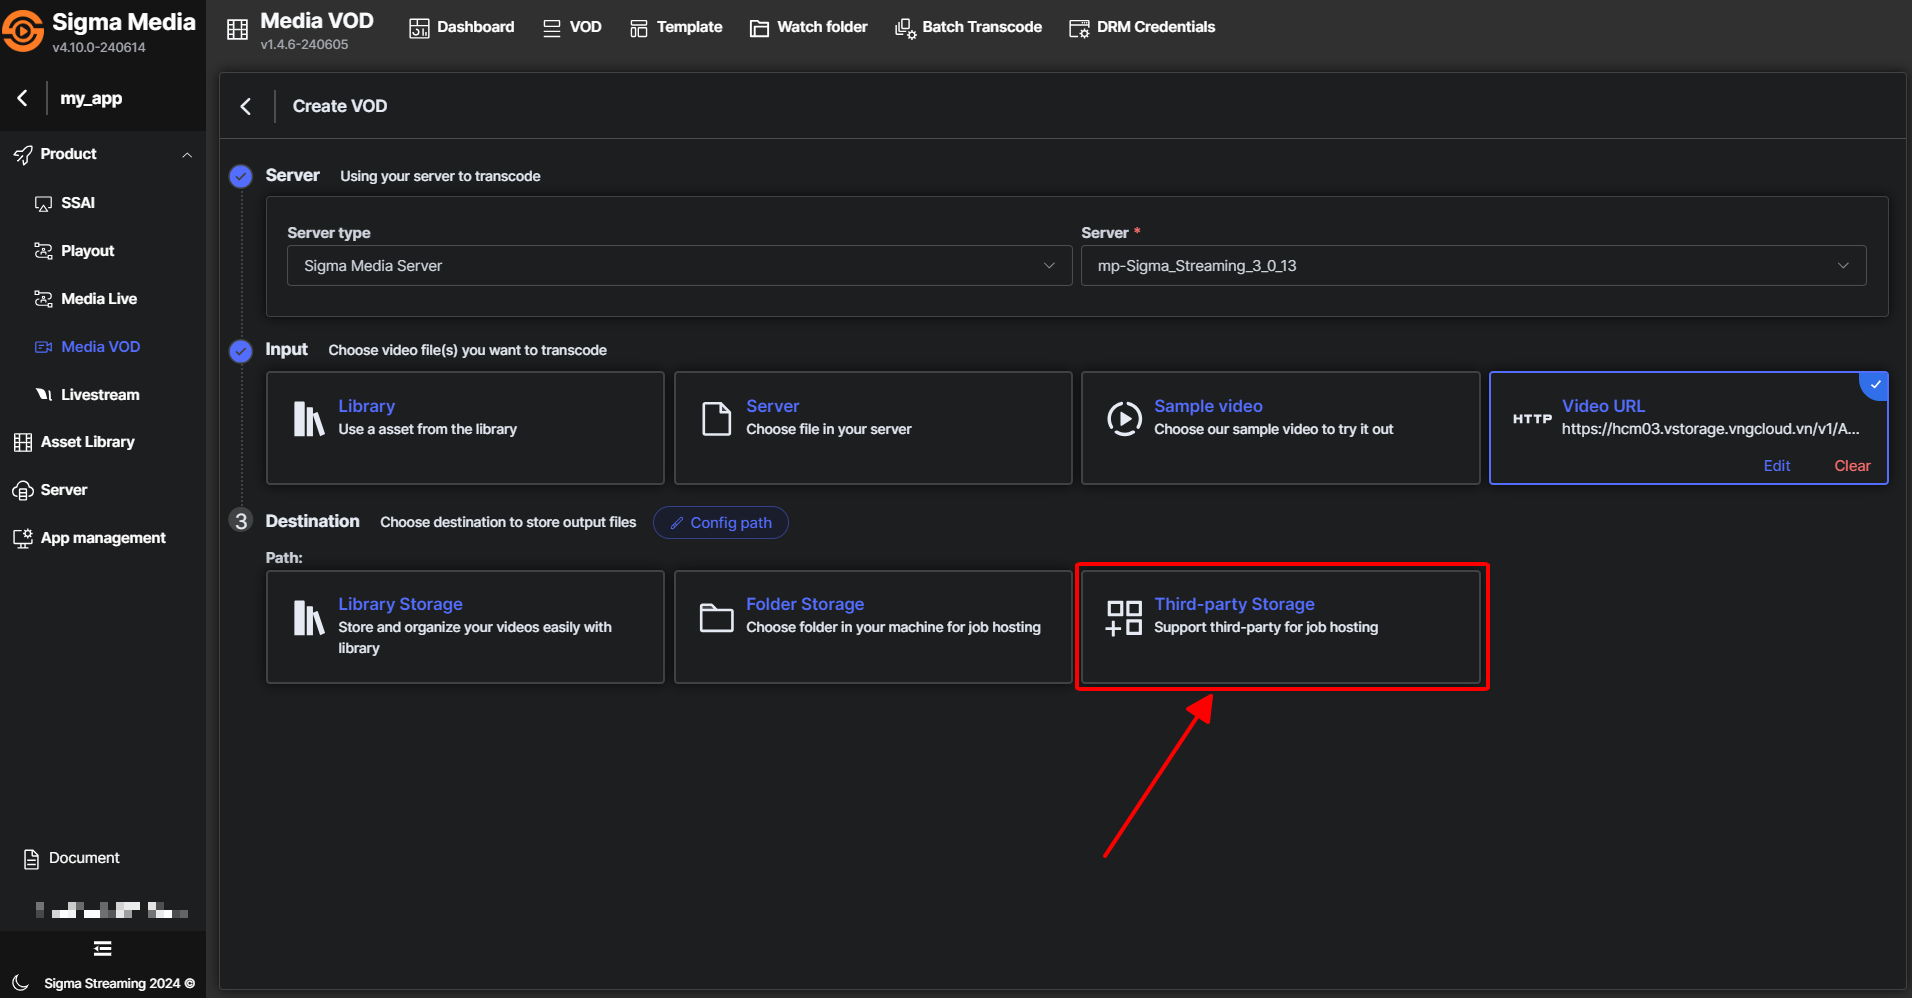 Sigma Media
v4.10.0-240614
my_app
Product
SSAI
Playout
Media Live
Media VOD
Livestream
Asset Library
Server
App management
Document
Sigma Streaming 2024 ©
Media VOD
v1.4.6-240605
Dashboard
VOD
Template
Watch folder
Batch Transcode
DRM Credentials
Create VOD
Server Using your server to transcode
Server type
Sigma Media Server
Server *
mp-Sigma_Streaming_3_0_13
Input Choose video file(s) you want to transcode
Library
Use a asset from the library
Server
Choose file in your server
Sample video
Choose our sample video to try it out
HTTP
Video URL
https://hcm03.vstorage.vngcloud.vn/v1/A...
Edit Clear
3 Destination Choose destination to store output files Config path
Path:
Library Storage
Store and organize your videos easily with
library
Folder Storage
Choose folder in your machine for job hosting
Third-party Storage
Support third-party for job hosting